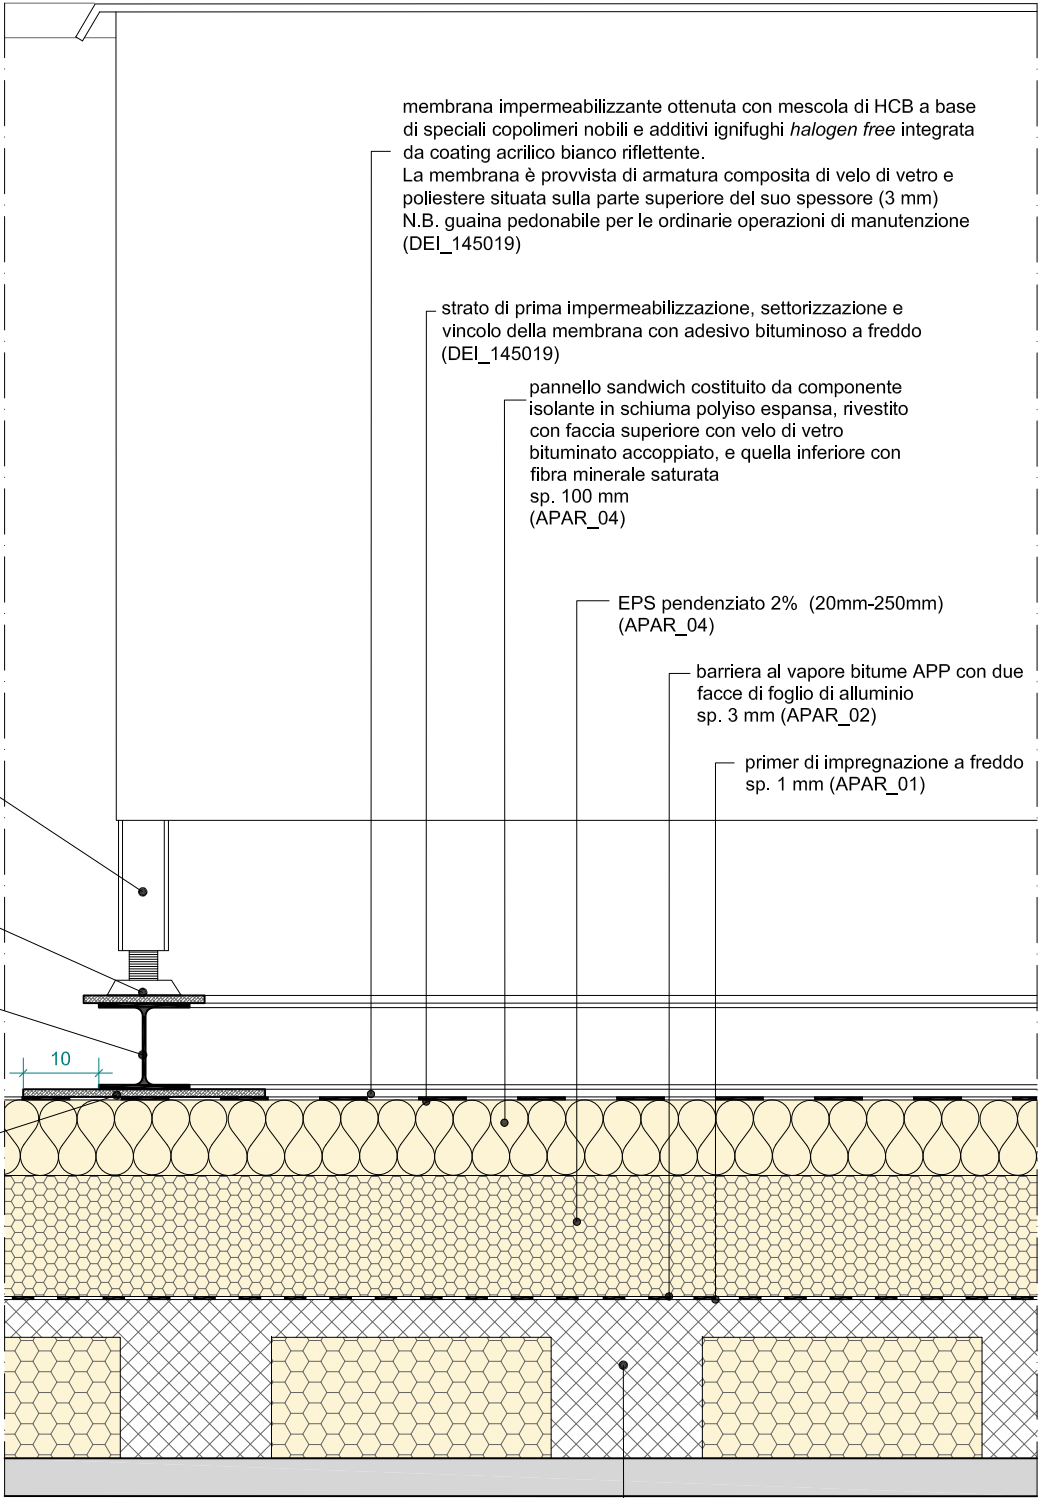 membrana impermeabilizzante ottenuta con mescola di HCB a base
di speciali copolimeri nobili e additivi ignifughi halogen free integrata
da coating acrilico bianco riflettente.
La membrana è provvista di armatura composita di velo di vetro e
poliestere situata sulla parte superiore del suo spessore (3 mm)
N.B. guaina pedonabile per le ordinarie operazioni di manutenzione
(DEI_145019)
strato di prima impermeabilizzazione, settorizzazione e
vincolo della membrana con adesivo bituminoso a freddo
(DEI_145019)
pannello sandwich costituito da componente
isolante in schiuma polyiso espansa, rivestito
con faccia superiore con velo di vetro
bituminato accoppiato, e quella inferiore con
fibra minerale saturata
sp. 100 mm
(APAR_04)
EPS pendenziato 2% (20mm-250mm)
(APAR_04)
barriera al vapore bitume APP con due
facce di foglio di alluminio
sp. 3 mm (APAR_02)
primer di impregnazione a freddo
sp. 1 mm (APAR_01)
10